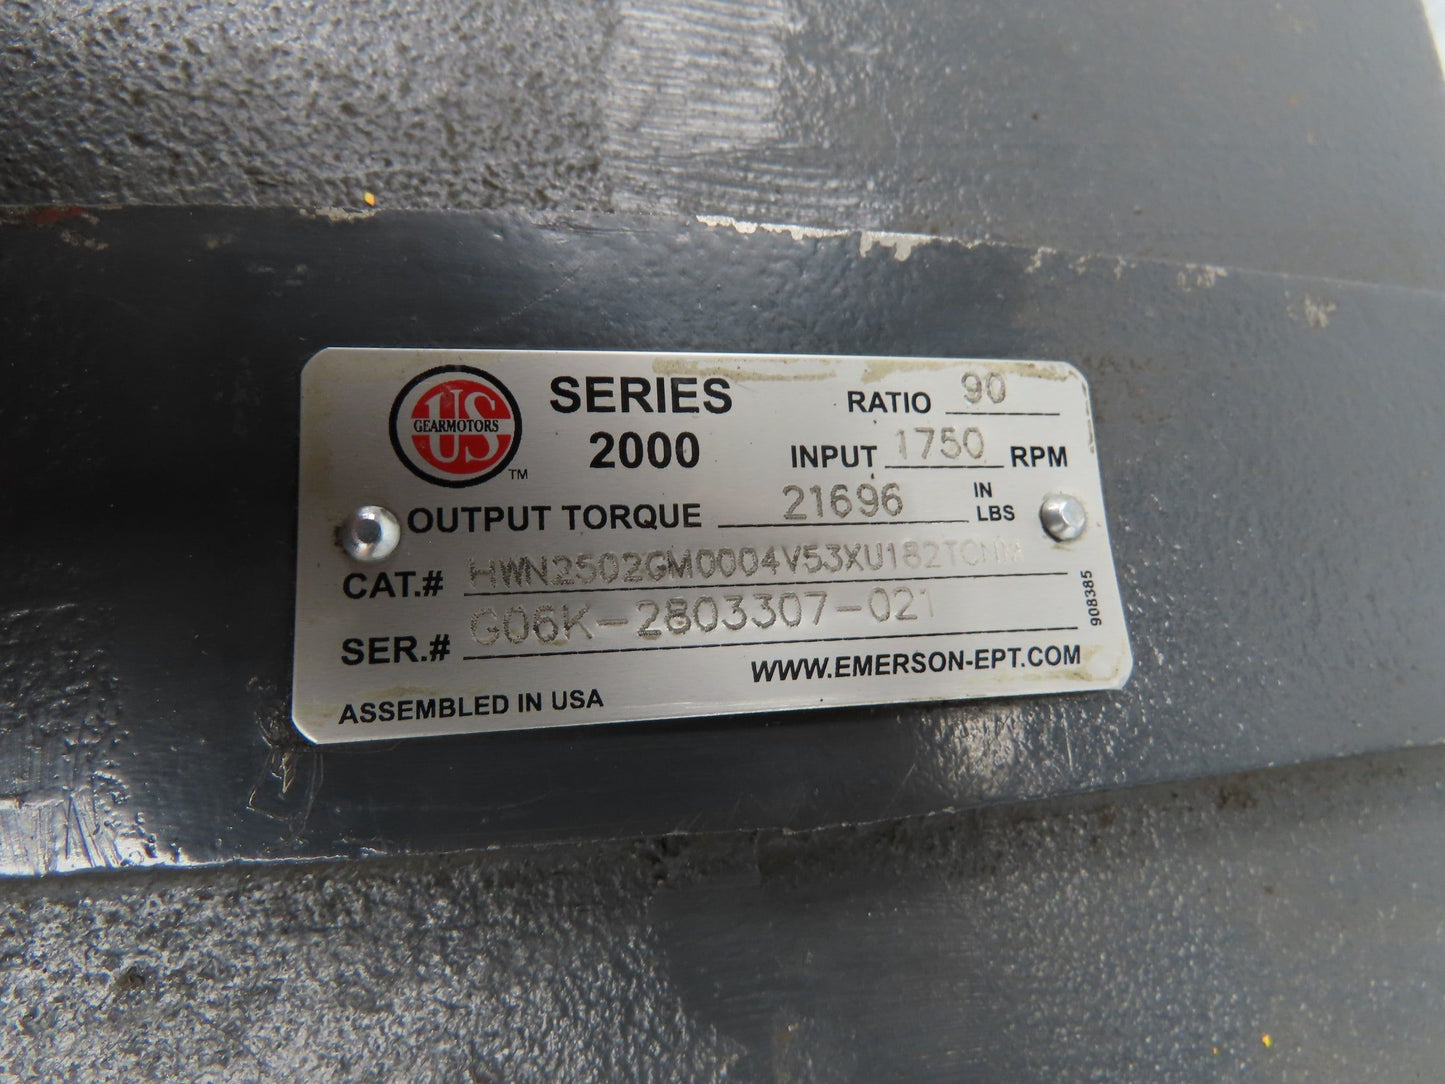 US
GEARMOTORS
TM
SERIES
2000
RATIO 90
INPUT 1750 RPM
OUTPUT TORQUE 21696 IN LBS
CAT.#
SER.# G06K-2803307-021
908385
WWW.EMERSON-EPT.COM
ASSEMBLED IN USA